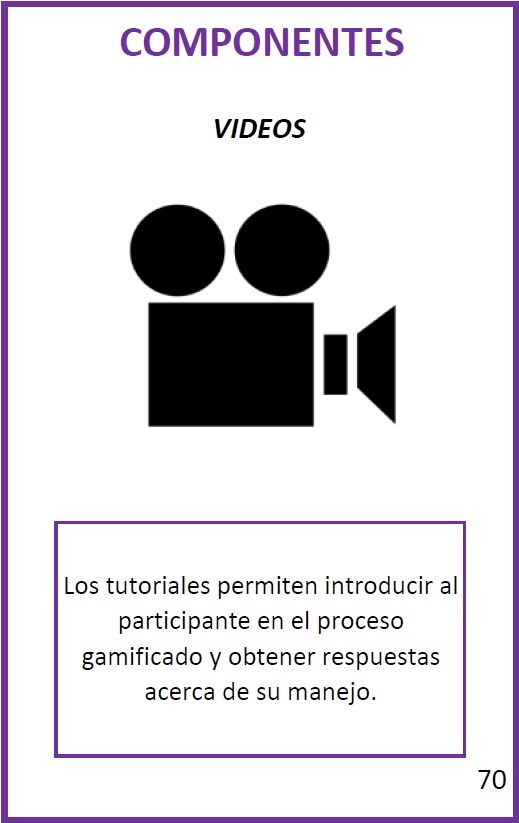 COMPONENTES
VIDEOS
Los tutoriales permiten introducir al
participante en el proceso
gamificado y obtener respuestas
acerca de su manejo.
70